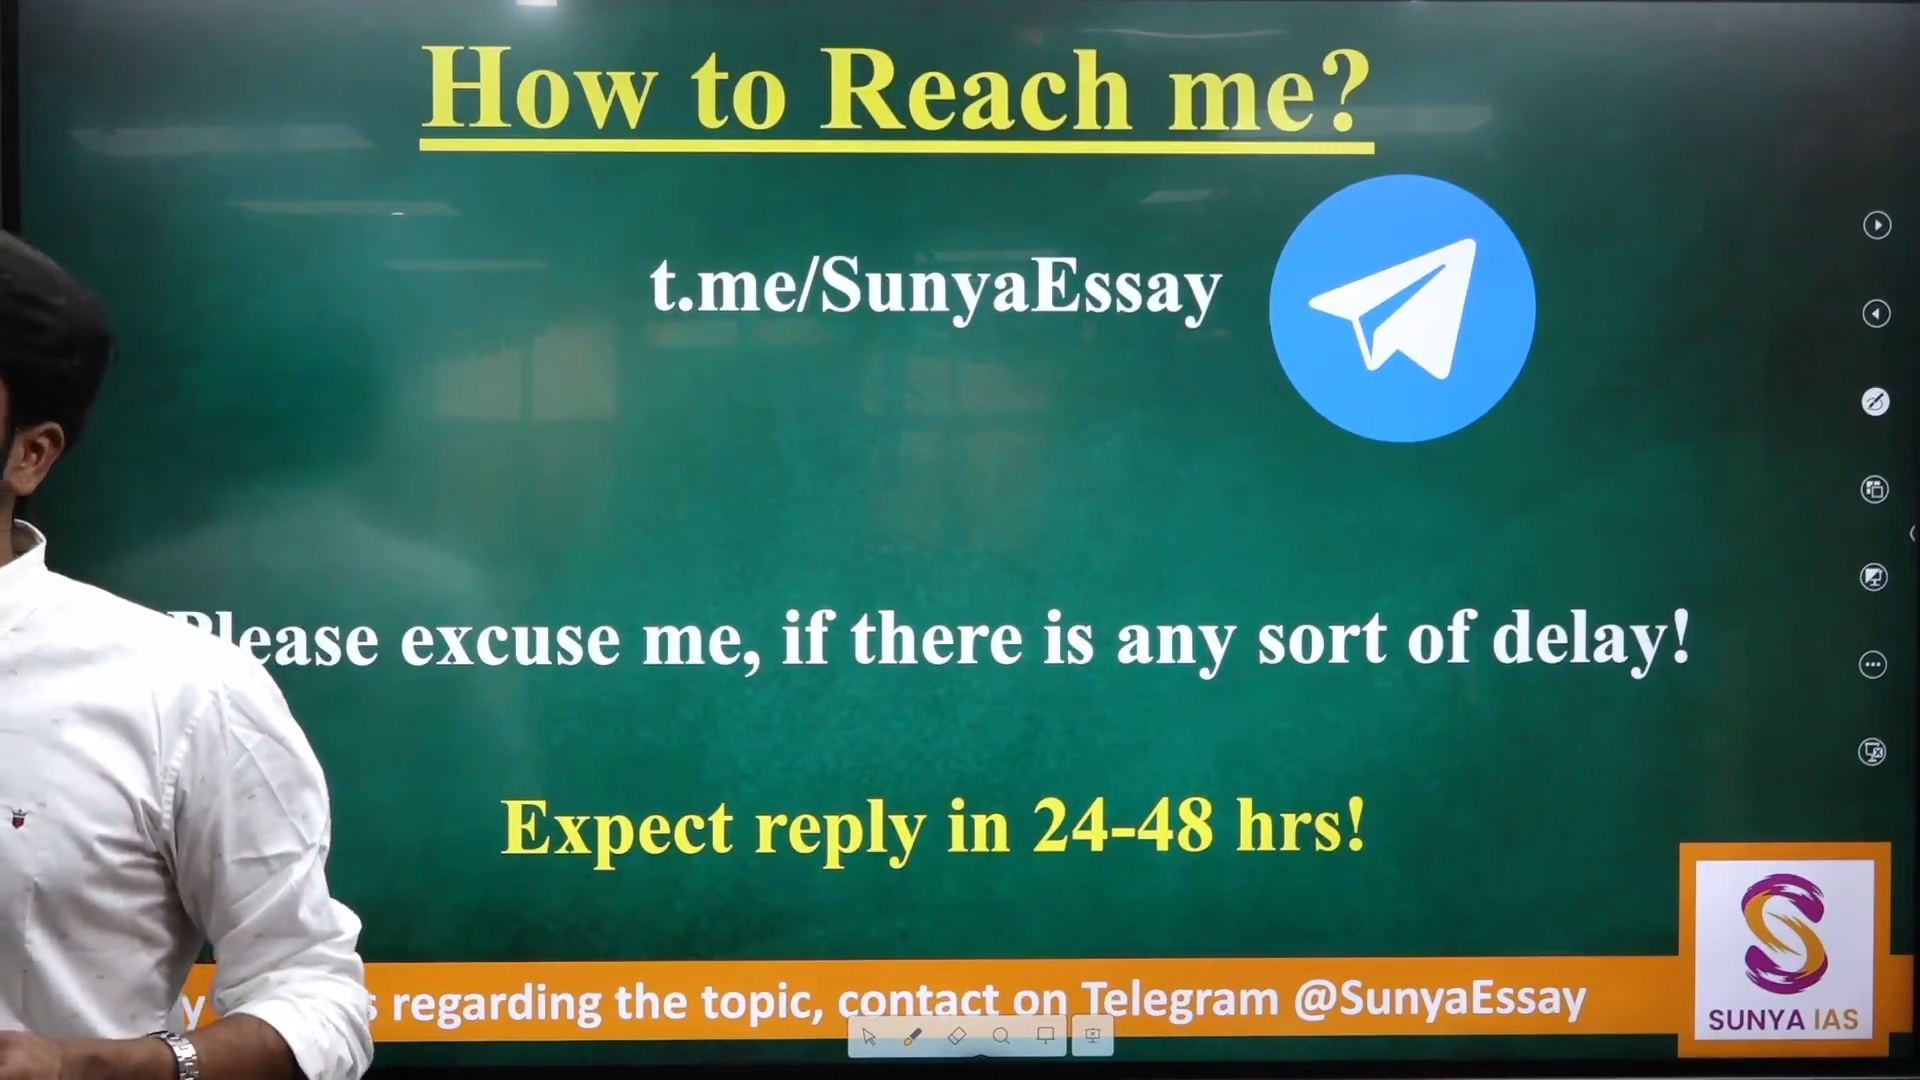 How to Reach me?
t.me/SunyaEssay
Please excuse me, if there is any sort of delay!
Expect reply in 24-48 hrs!
regarding the topic, contact on Telegram @SunyaEssay
SUNYA IAS